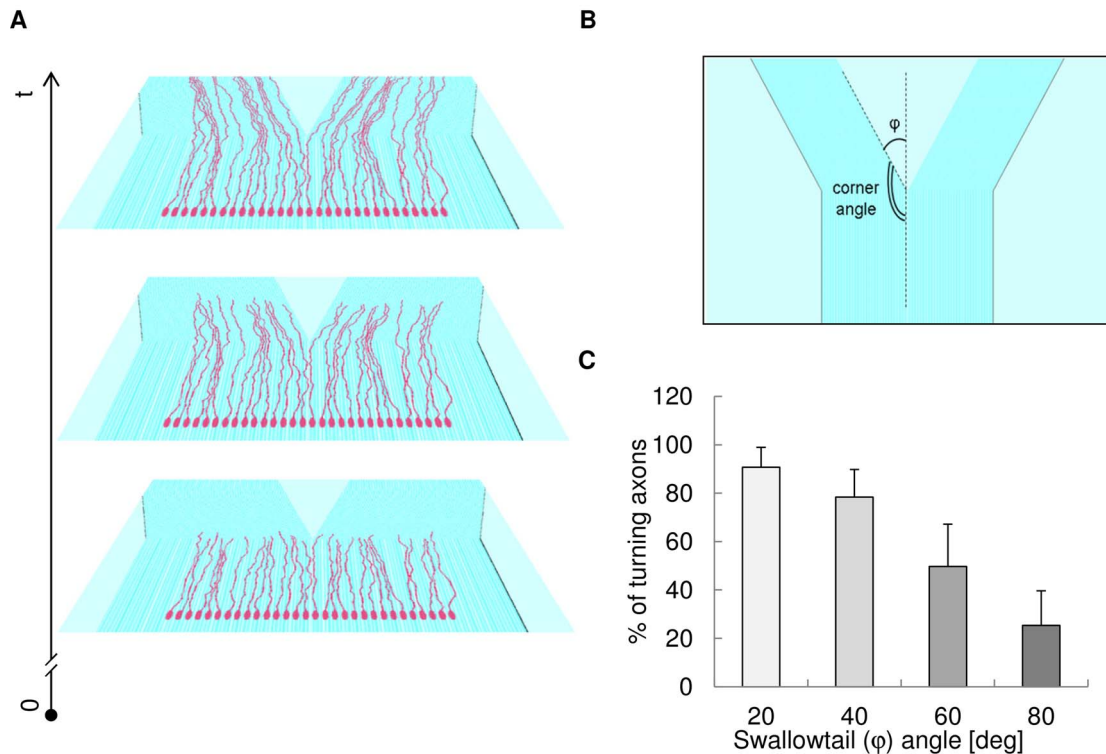 A
t
0
B
φ
corner
angle
C
120
100
80
60
40
20
0
% of turning axons
20 40 60 80
Swallowtail (φ) angle [deg]